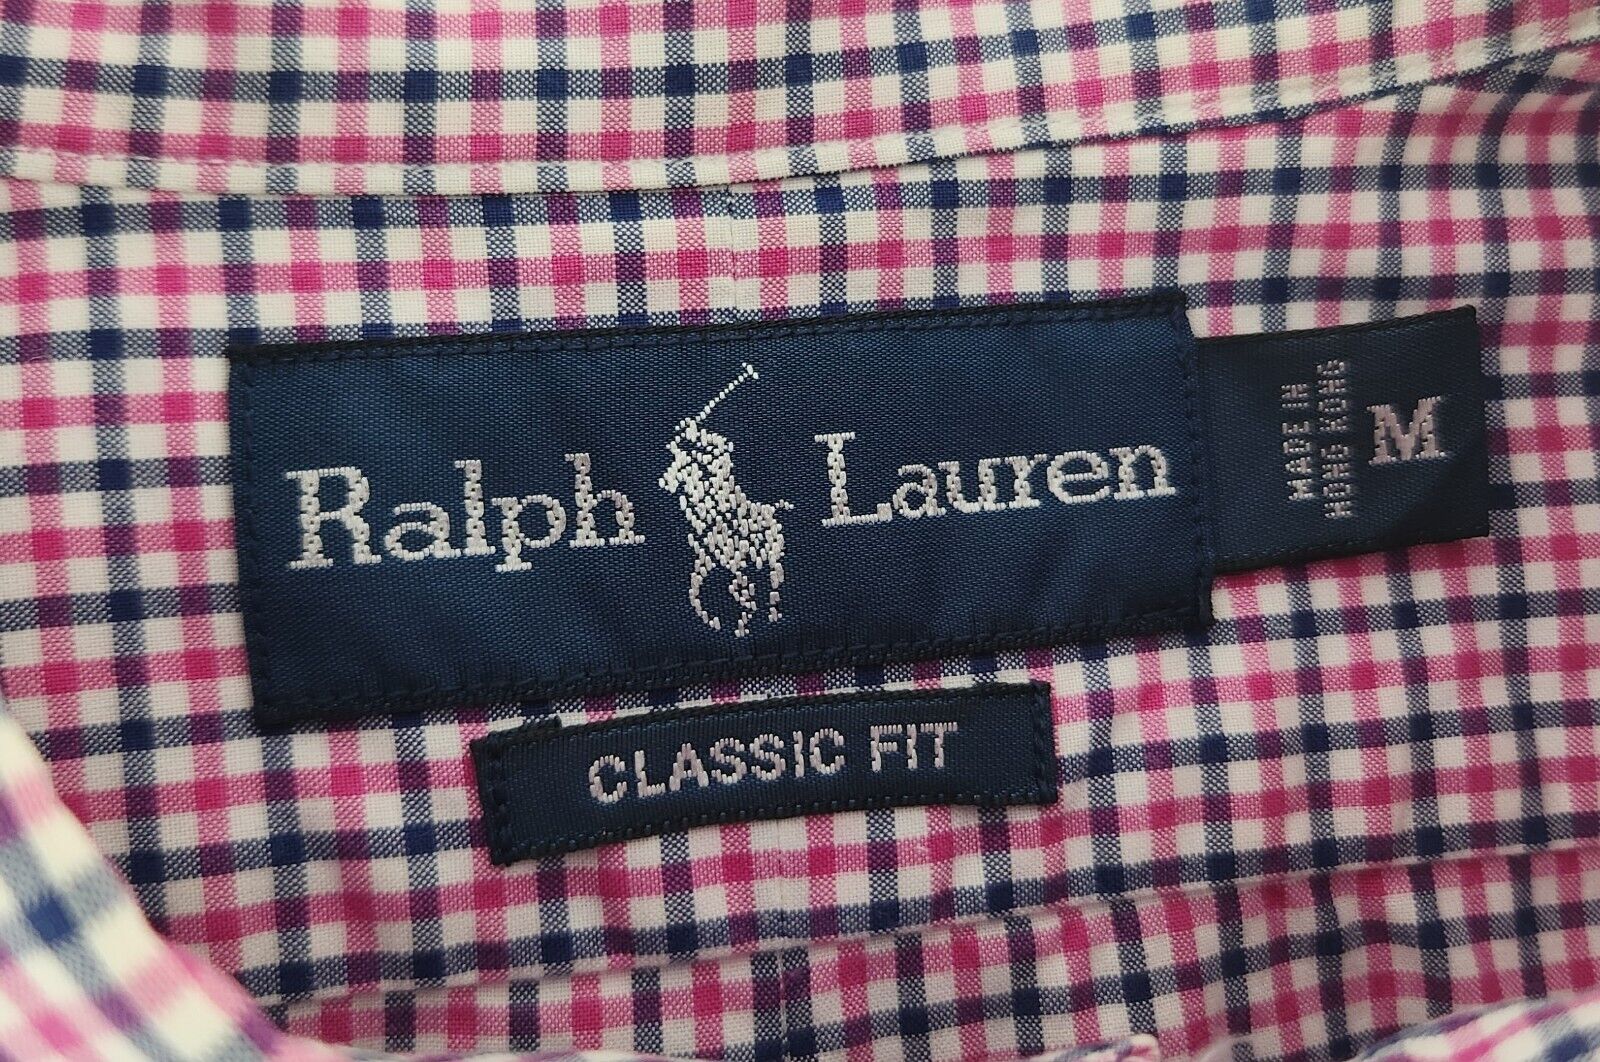 Ralph Lauren
MADE IN
HONG KONG
M
CLASSIC FIT